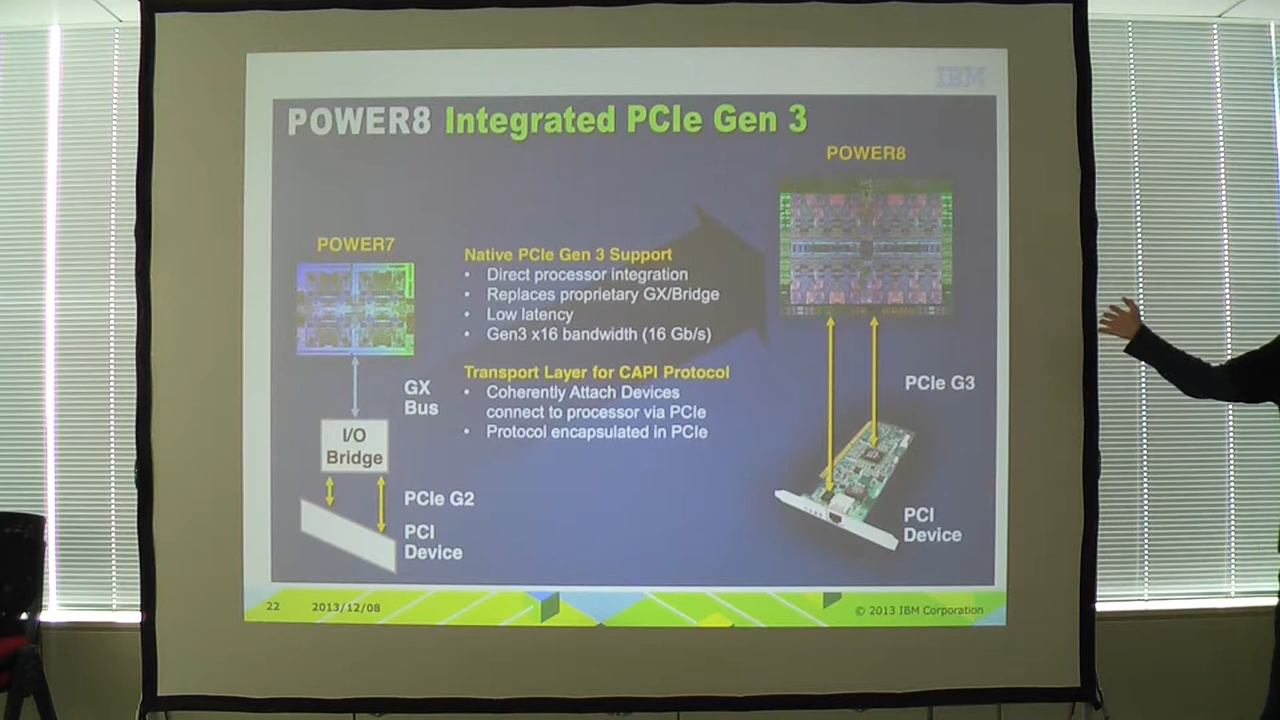 IBM
POWER8 Integrated PCIe Gen 3
POWER8
POWER7
Native PCIe Gen 3 Support
• Direct processor integration
• Replaces proprietary GX/Bridge
• Low latency
• Gen3 x16 bandwidth (16 Gb/s)
Transport Layer for CAPI Protocol
• Coherently Attach Devices
connect to processor via PCIe
• Protocol encapsulated in PCIe
GX
Bus
I/O
Bridge
PCIe G2
PCI
Device
PCIe G3
PCI
Device
22 2013/12/08
© 2013 IBM Corporation